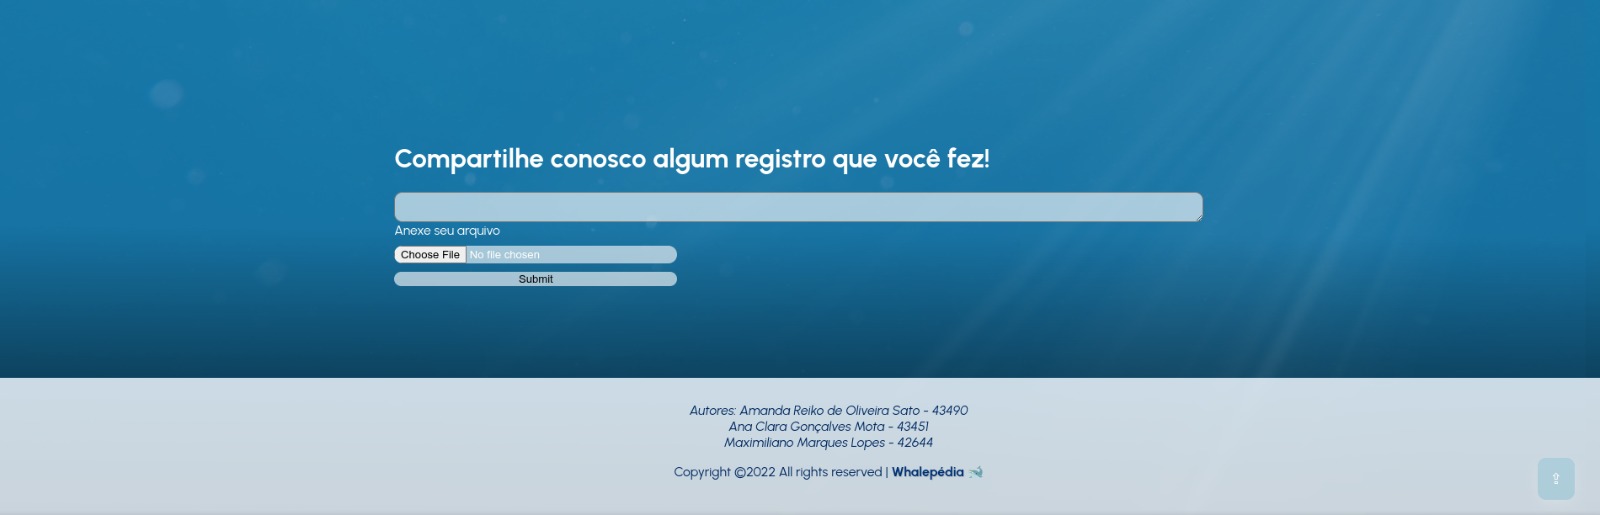 Compartilhe conosco algum registro que você fez!
Anexe seu arquivo
Choose File No file chosen
Submit
Autores: Amanda Reiko de Oliveira Sato - 43490
Ana Clara Gonçalves Mota - 43451
Maximiliano Marques Lopes - 42644
Copyright ©2022 All rights reserved | Whalepédia 🐋
⇧